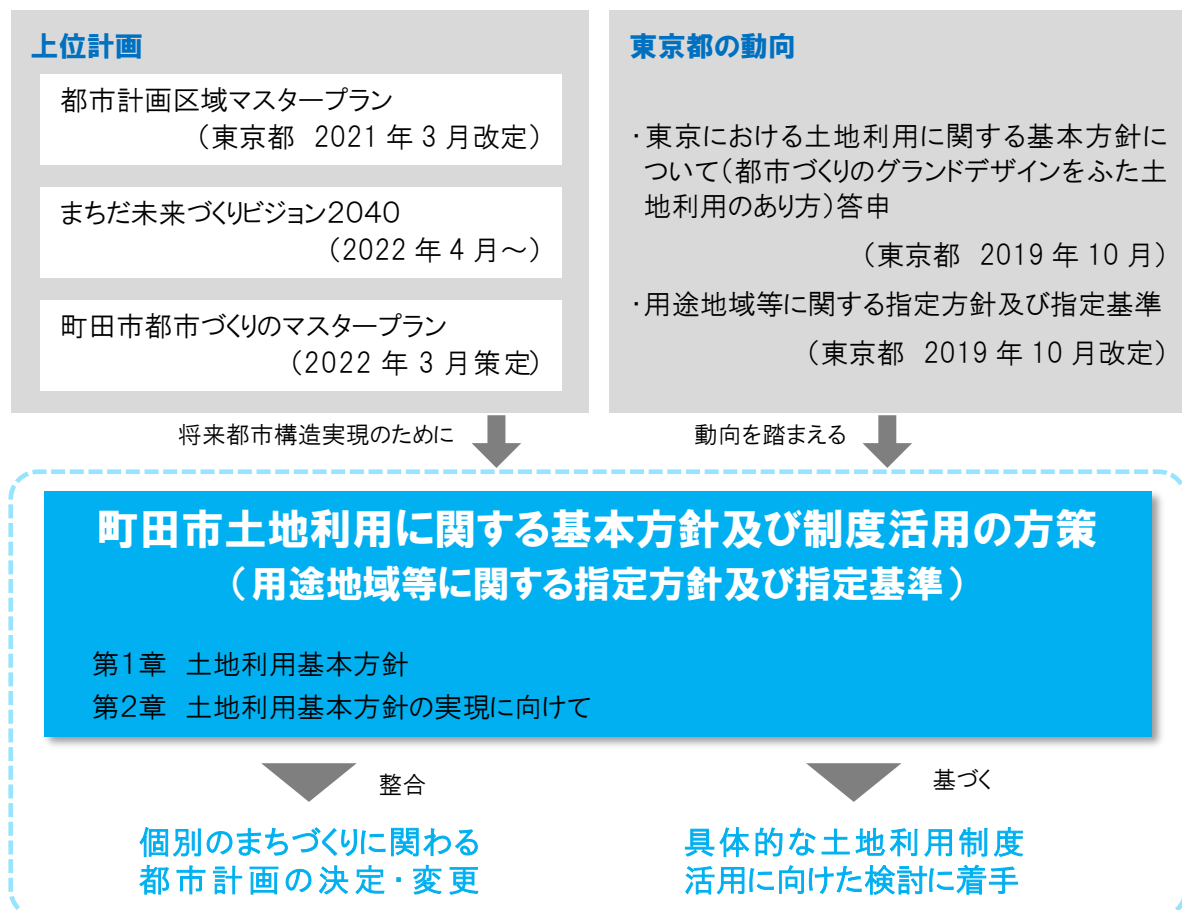 上位計画
都市計画区域マスタープラン
（東京都 2021年3月改定）
まちだ未来づくりビジョン2040
（2022年4月～）
町田市都市づくりのマスタープラン
（2022年3月策定）
東京都の動向
・東京における土地利用に関する基本方針に
ついて（都市づくりのグランドデザインをふた土
地利用のあり方）答申
（東京都 2019年10月）
・用途地域等に関する指定方針及び指定基準
（東京都 2019年10月改定）
将来都市構造実現のために
動向を踏まえる
町田市土地利用に関する基本方針及び制度活用の方策
（用途地域等に関する指定方針及び指定基準）
第1章 土地利用基本方針
第2章 土地利用基本方針の実現に向けて
整合
基づく
個別のまちづくりに関わる
都市計画の決定・変更
具体的な土地利用制度
活用に向けた検討に着手